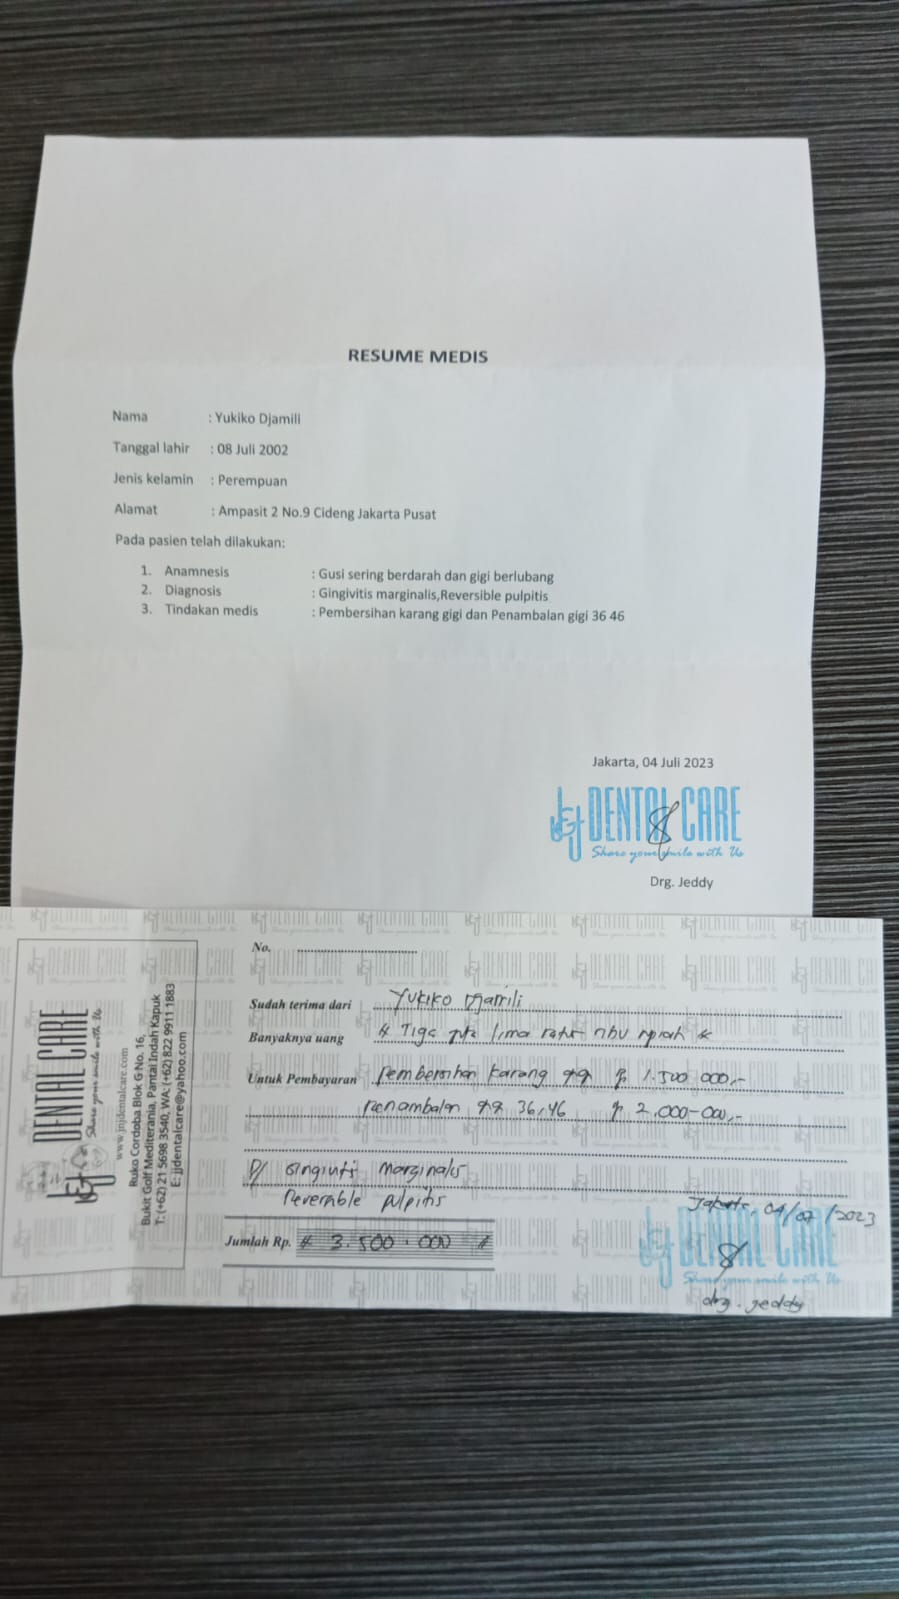 RESUME MEDIS
Nama : Yukiko Djamili
Tanggal lahir : 08 Juli 2002
Jenis kelamin : Perempuan
Alamat : Ampasit 2 No.9 Cideng Jakarta Pusat
Pada pasien telah dilakukan:
1. Anamnesis : Gusi sering berdarah dan gigi berlubang
2. Diagnosis : Gingivitis marginalis,Reversible pulpitis
3. Tindakan medis : Pembersihan karang gigi dan Penambalan gigi 36 46
Jakarta, 04 Juli 2023
J&J DENTAL CARE
Share your smile with Us
Drg. Jeddy
J&J DENTAL CARE
Share your smile with Us
www.jnjdentalcare.com
Ruko Cordoba Blok G No. 16,
Bukit Golf Mediterania, Pantai Indah Kapuk
T: (+62) 21 5698 3540, WA: (+62) 822 9911 1883
E: jjdentalcare@yahoo.com
No.
Sudah terima dari Yukiko Djamili
Banyaknya uang # Tiga juta lima ratus ribu rupiah #
Untuk Pembayaran Pembersihan karang gigi Rp 1.500.000,-
Penambalan gigi 36,46 Rp 2.000-000,-
D/ Gingivitis marginalis
Reversible pulpitis
Jakarta, 04/07/2023
Jumlah Rp. # 3.500.000 #
J&J DENTAL CARE
Share your smile with Us
drg. Jeddy